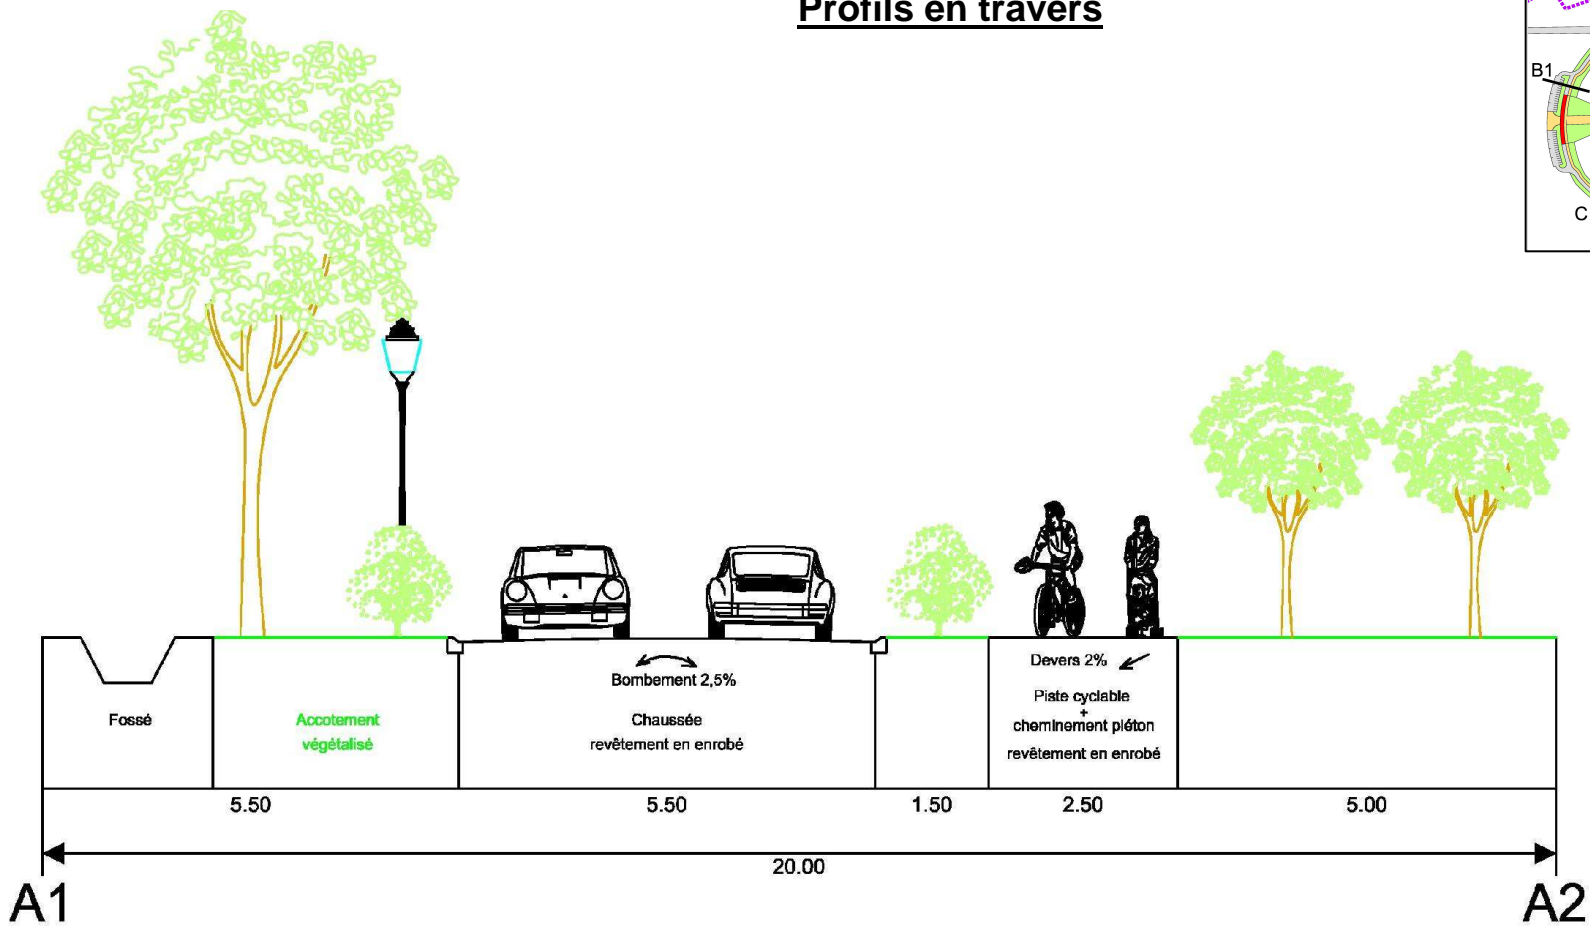 Profils en travers
B1
C
Fossé
Accotement
végétalisé
Bombement 2,5%
Chaussée
revêtement en enrobé
Devers 2%
Piste cyclable
+
cheminement piéton
revêtement en enrobé
5.50
5.50
1.50
2.50
5.00
20.00
A1
A2